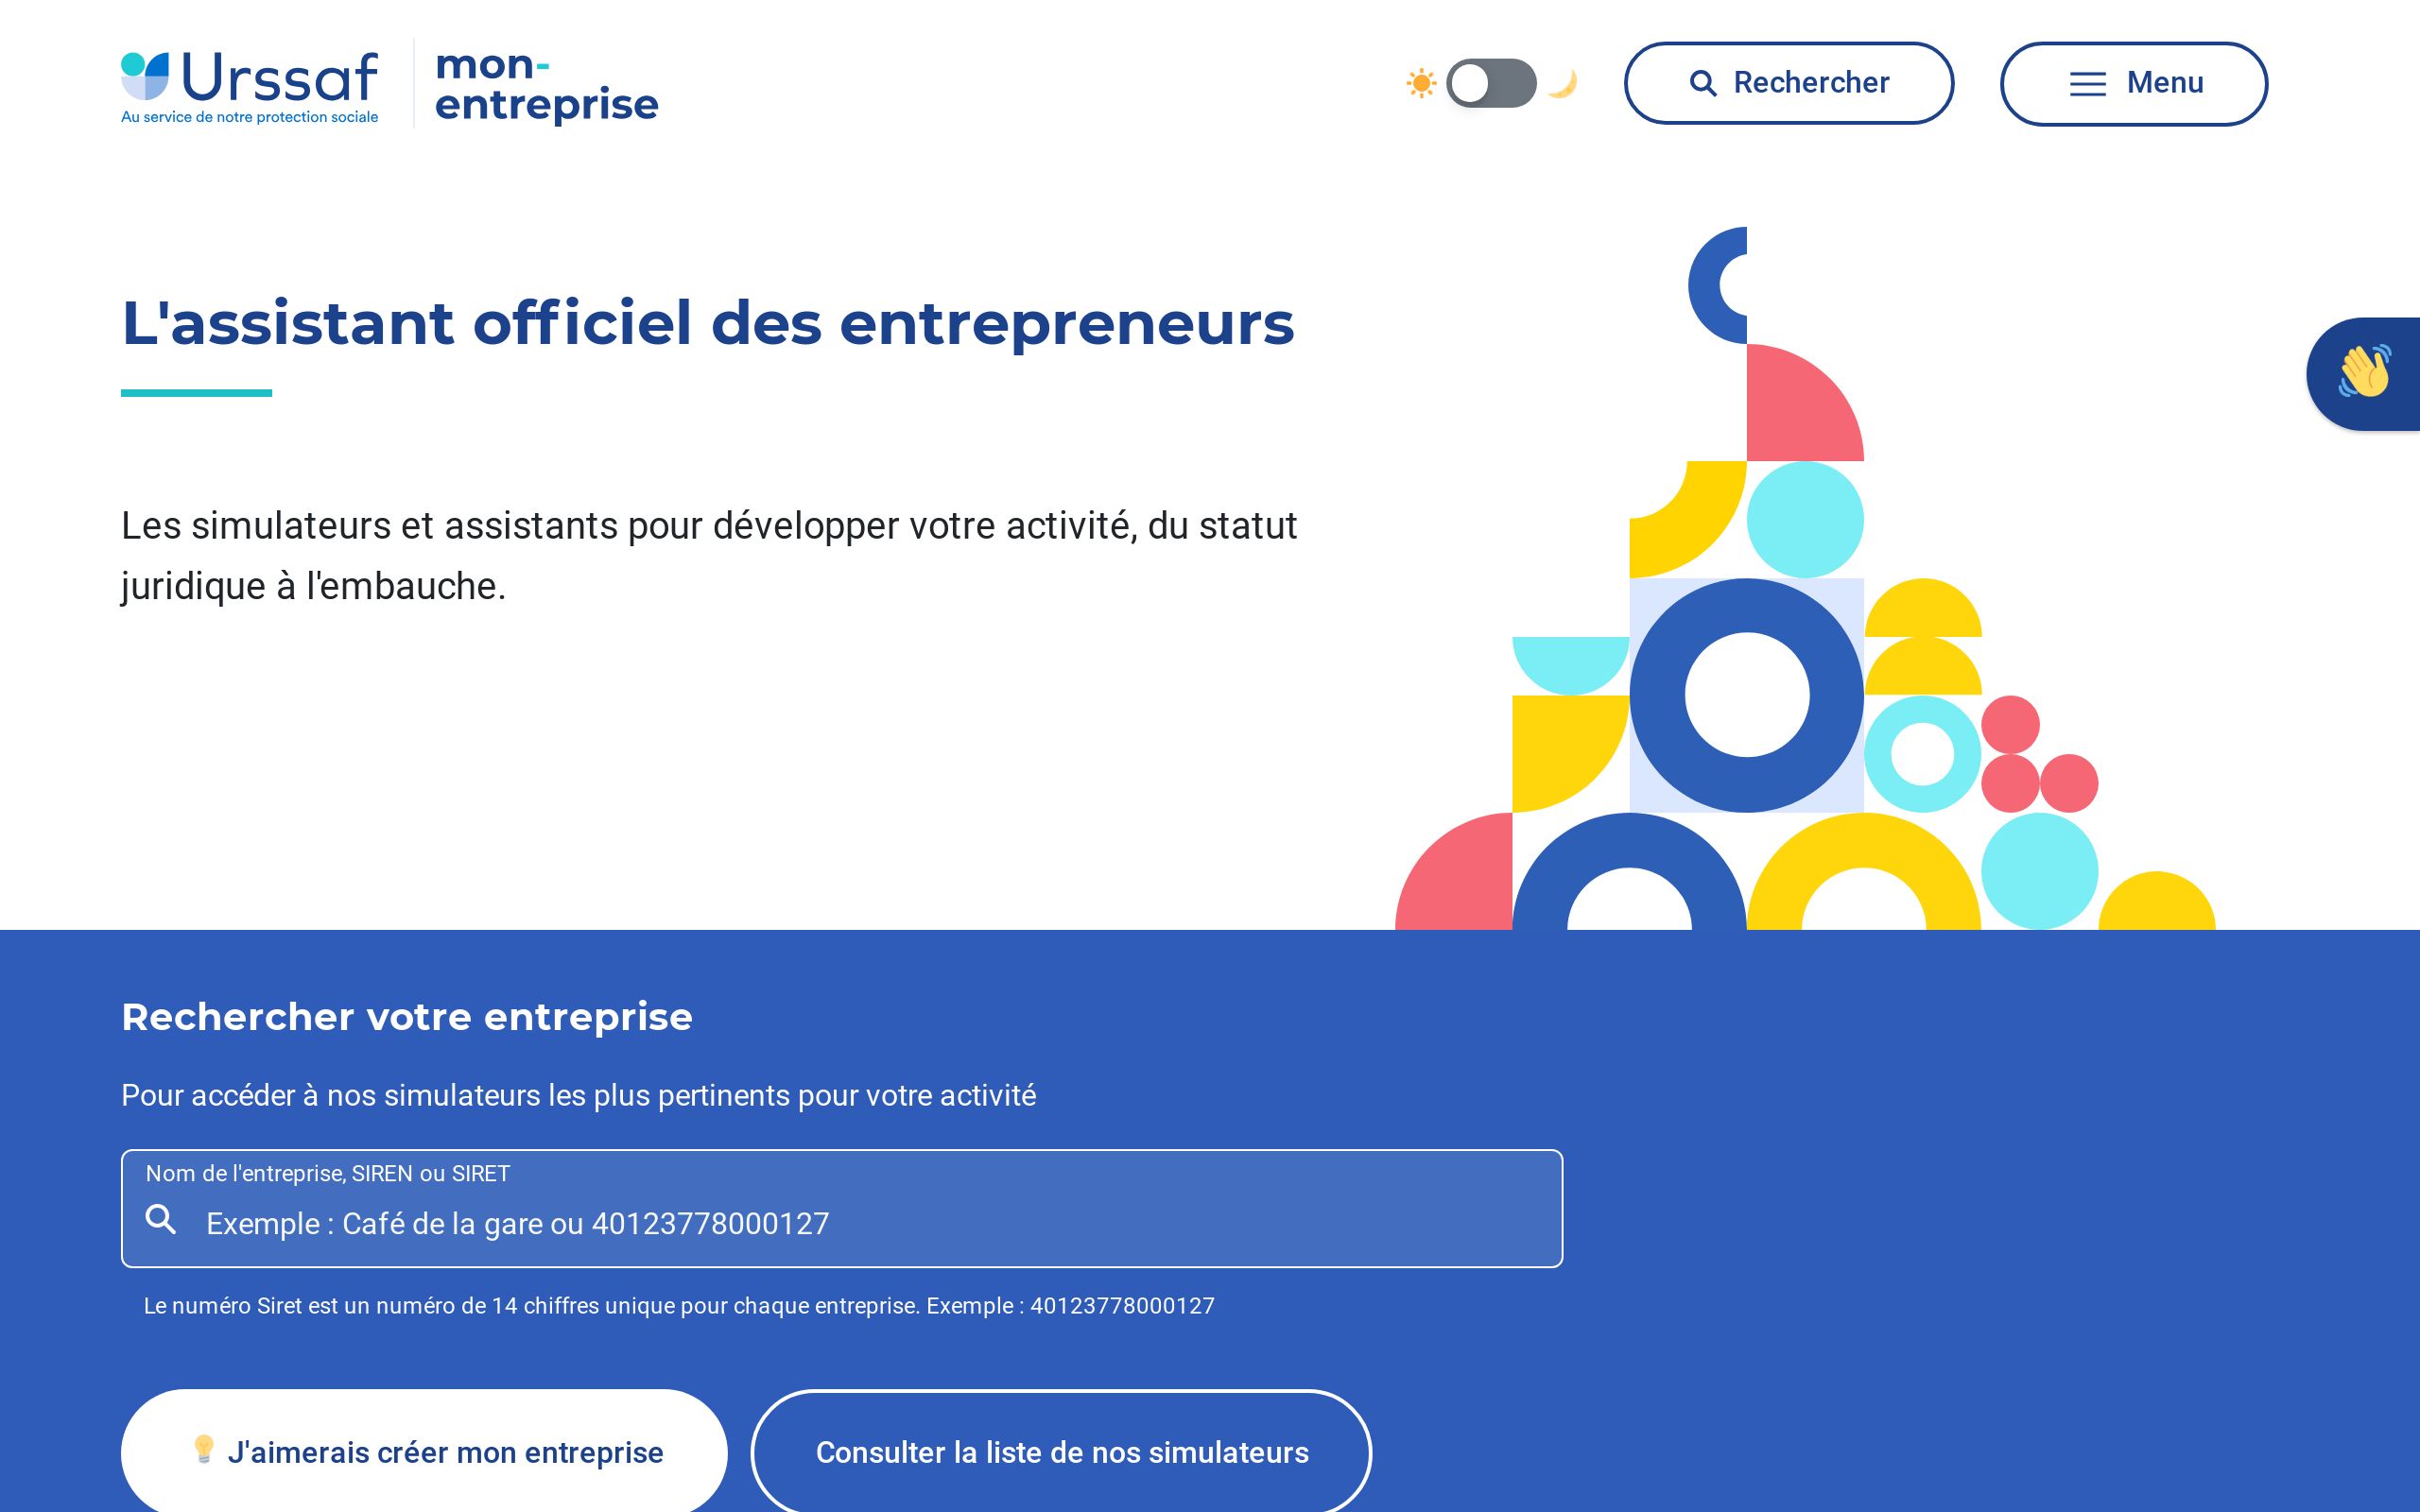 Urssaf
Au service de notre protection sociale
mon-
entreprise
Rechercher
Menu
L'assistant officiel des entrepreneurs
Les simulateurs et assistants pour développer votre activité, du statut
juridique à l'embauche.
Rechercher votre entreprise
Pour accéder à nos simulateurs les plus pertinents pour votre activité
Nom de l'entreprise, SIREN ou SIRET
Exemple : Café de la gare ou 40123778000127
Le numéro Siret est un numéro de 14 chiffres unique pour chaque entreprise. Exemple : 40123778000127
J'aimerais créer mon entreprise
Consulter la liste de nos simulateurs